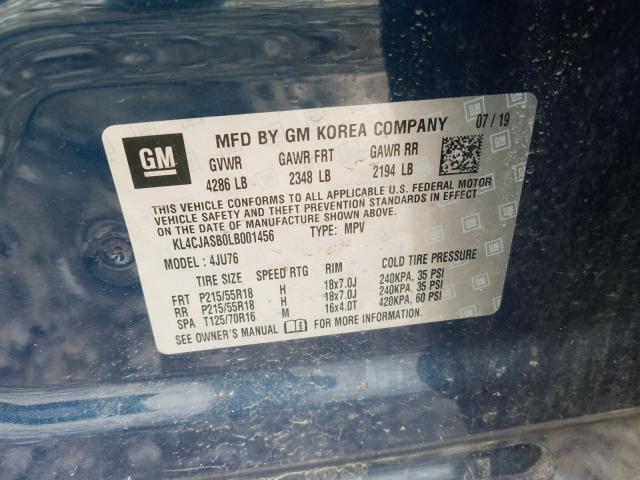 GM
MFD BY GM KOREA COMPANY 07 / 19
GVWR GAWR FRT GAWR RR
4286 LB 2348 LB 2194 LB
THIS VEHICLE CONFORMS TO ALL APPLICABLE U.S. FEDERAL MOTOR
VEHICLE SAFETY AND THEFT PREVENTION STANDARDS IN EFFECT
ON THE DATE OF MANUFACTURE SHOWN ABOVE.
KL4CJASB0LB001456 TYPE: MPV
MODEL: 4JU76
TIRE SIZE SPEED RTG RIM COLD TIRE PRESSURE
FRT P215/55R18 H 18x7.0J 240KPA, 35 PSI
RR P215/55R18 H 18x7.0J 240KPA, 35 PSI
SPA T125/70R16 M 16x4.0T 420KPA, 60 PSI
SEE OWNER'S MANUAL FOR MORE INFORMATION.